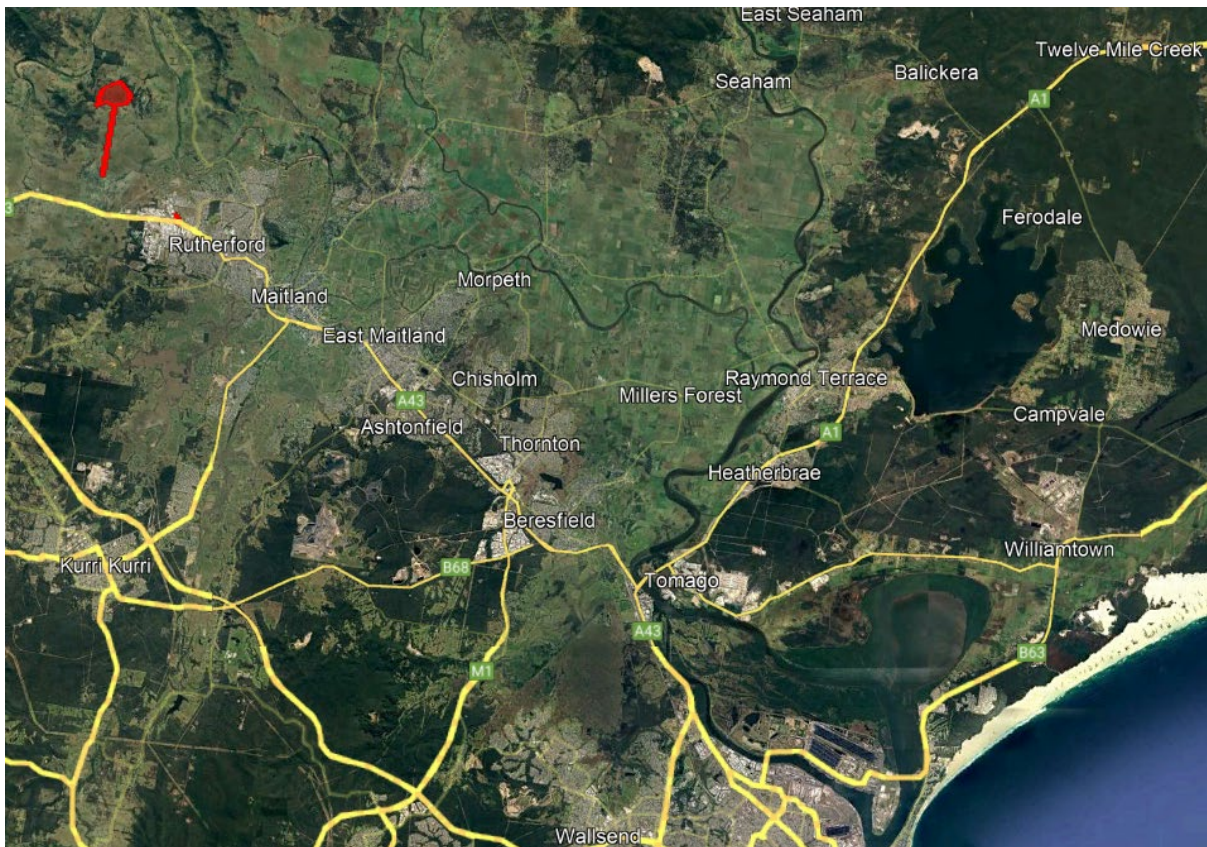 East Seaham
Twelve Mile Creek
Balickera
Seaham
A1
3
Ferodale
Rutherford
Morpeth
Maitland
Medowie
East Maitland
Chisholm
Raymond Terrace
Millers Forest
A43
Campvale
Ashtonfield
A1
Thornton
Heatherbrae
Beresfield
Williamtown
Kurri Kurri
B68
Tomago
A43
B63
M1
Wallsend